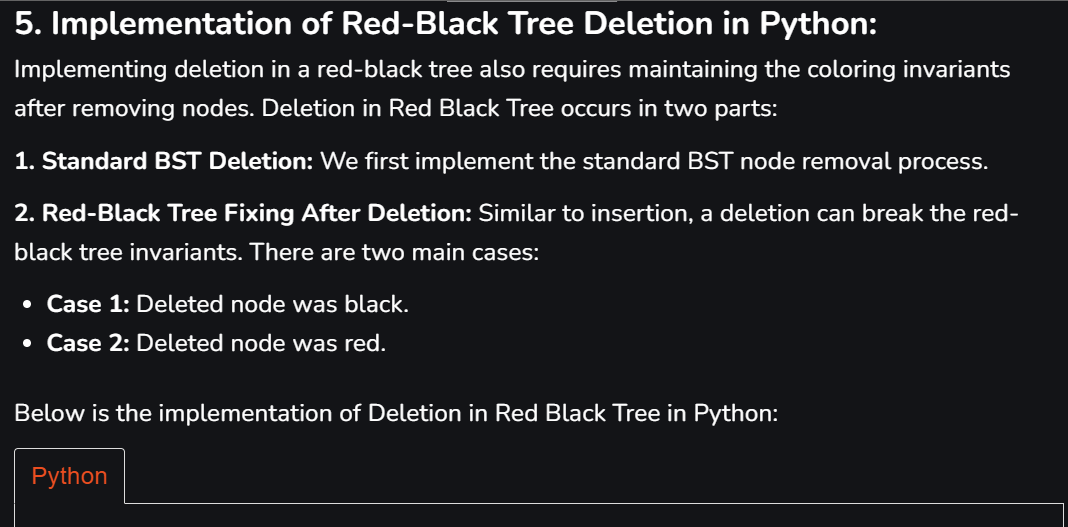 5. Implementation of Red-Black Tree Deletion in Python:
Implementing deletion in a red-black tree also requires maintaining the coloring invariants
after removing nodes. Deletion in Red Black Tree occurs in two parts:
1. Standard BST Deletion: We first implement the standard BST node removal process.
2. Red-Black Tree Fixing After Deletion: Similar to insertion, a deletion can break the red-
black tree invariants. There are two main cases:
• Case 1: Deleted node was black.
• Case 2: Deleted node was red.
Below is the implementation of Deletion in Red Black Tree in Python:
Python